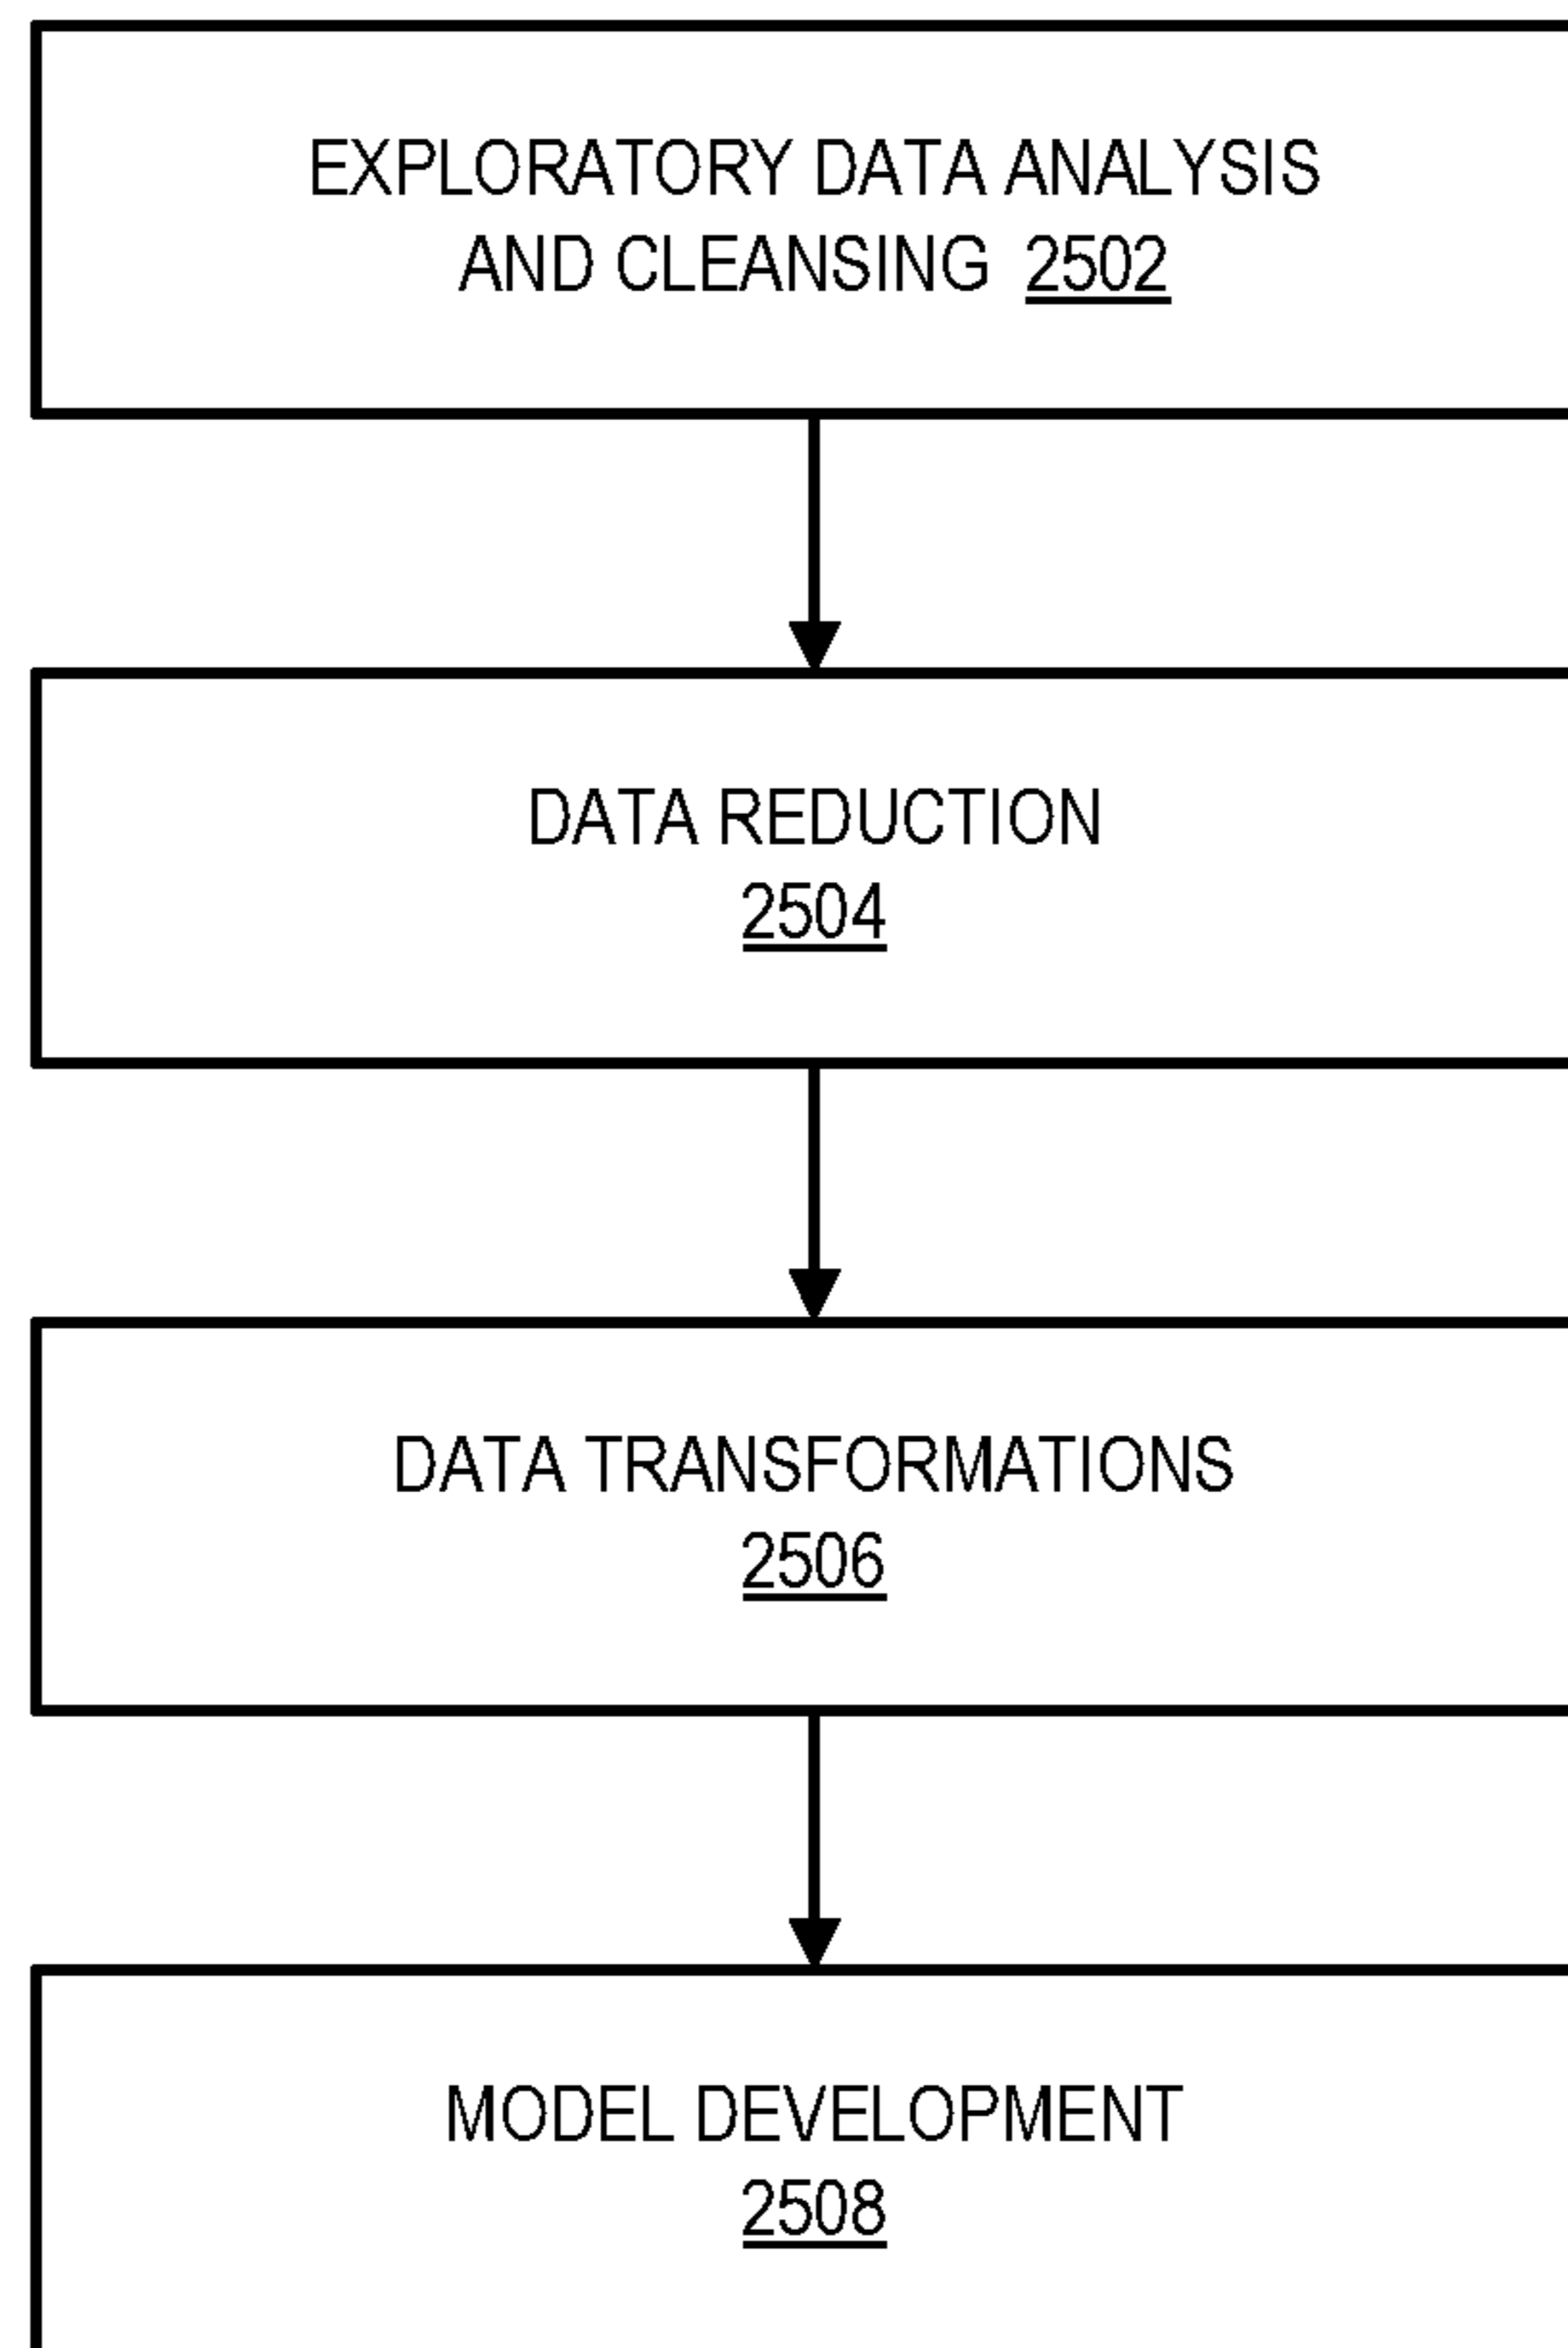 EXPLORATORY DATA ANALYSIS
AND CLEANSING 2502
DATA REDUCTION
2504
DATA TRANSFORMATIONS
2506
MODEL DEVELOPMENT
2508